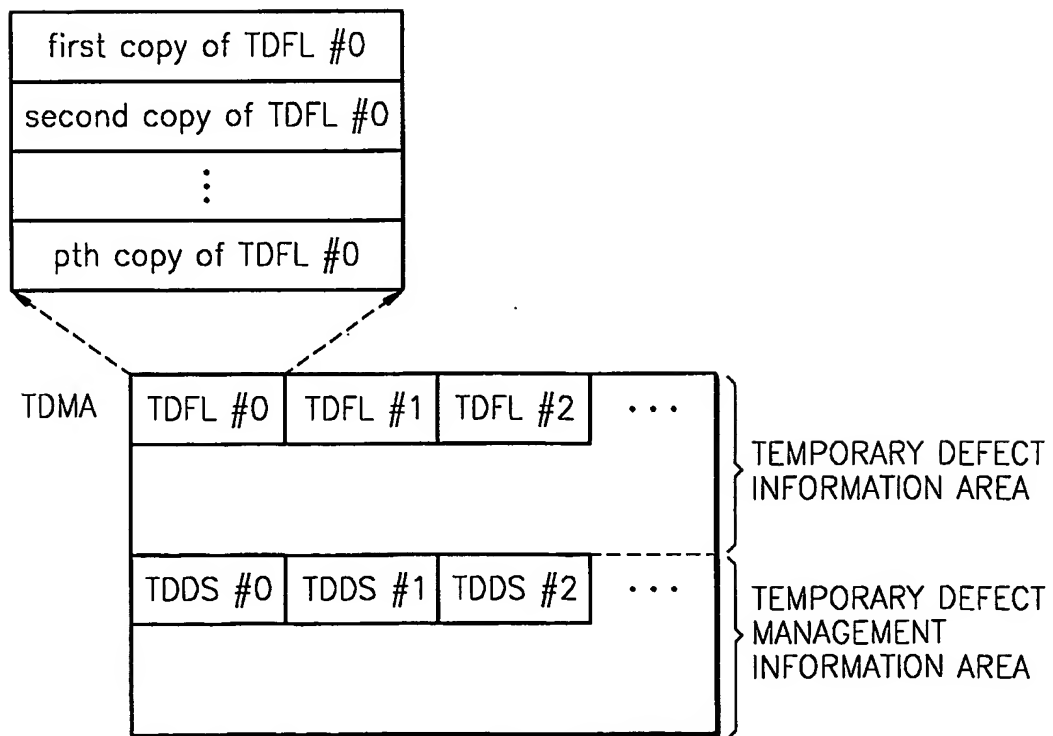 first copy of TDFL #0
second copy of TDFL #0
⋮
pth copy of TDFL #0
TDMA
TDFL #0
TDFL #1
TDFL #2
...
TEMPORARY DEFECT
INFORMATION AREA
TDDS #0
TDDS #1
TDDS #2
...
TEMPORARY DEFECT
MANAGEMENT
INFORMATION AREA